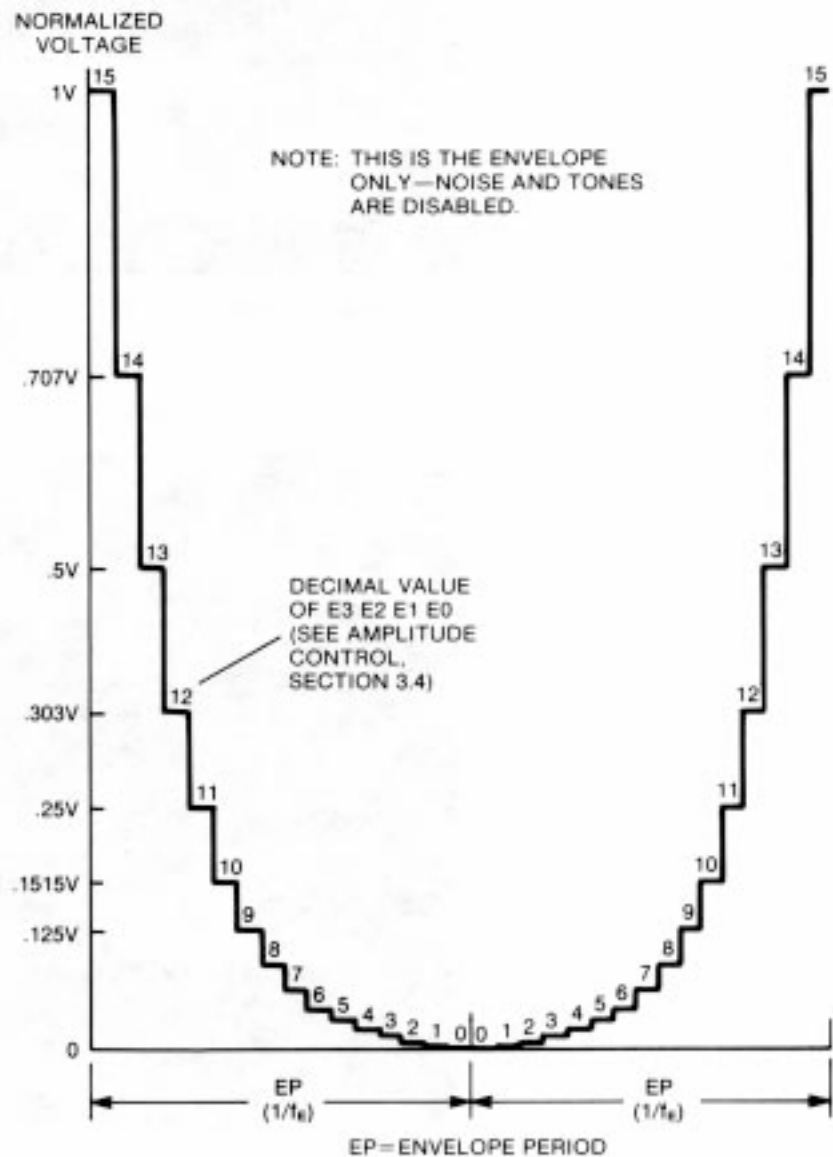 NORMALIZED
VOLTAGE
15
15
1V
NOTE: THIS IS THE ENVELOPE
ONLY—NOISE AND TONES
ARE DISABLED.
14
14
.707V
13
13
.5V
DECIMAL VALUE
OF E3 E2 E1 E0
(SEE AMPLITUDE
CONTROL,
SECTION 3.4)
12
12
.303V
11
11
.25V
10
10
.1515V
9
9
.125V
8
8
7
7
6
6
5
5
4
4
3
3
2
2
1
1
0
0
0
EP
(1/fE)
EP
(1/fE)
EP=ENVELOPE PERIOD